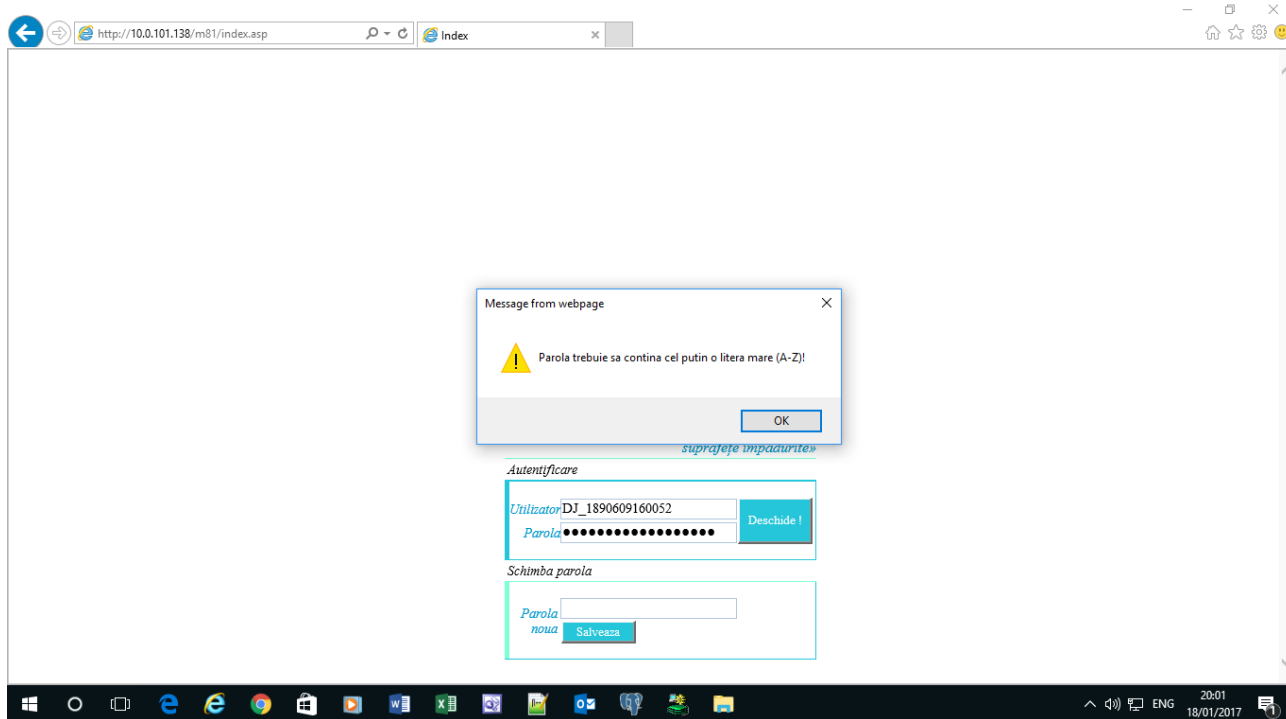 http://10.0.101.138/m81/index.asp
Index
Message from webpage
Parola trebuie sa contina cel putin o litera mare (A-Z)!
OK
suprafețe împădurite»
Autentificare
Utilizator DJ_1890609160052
Deschide !
Parola
Schimba parola
Parola
noua
Salveaza
ENG
20:01
18/01/2017